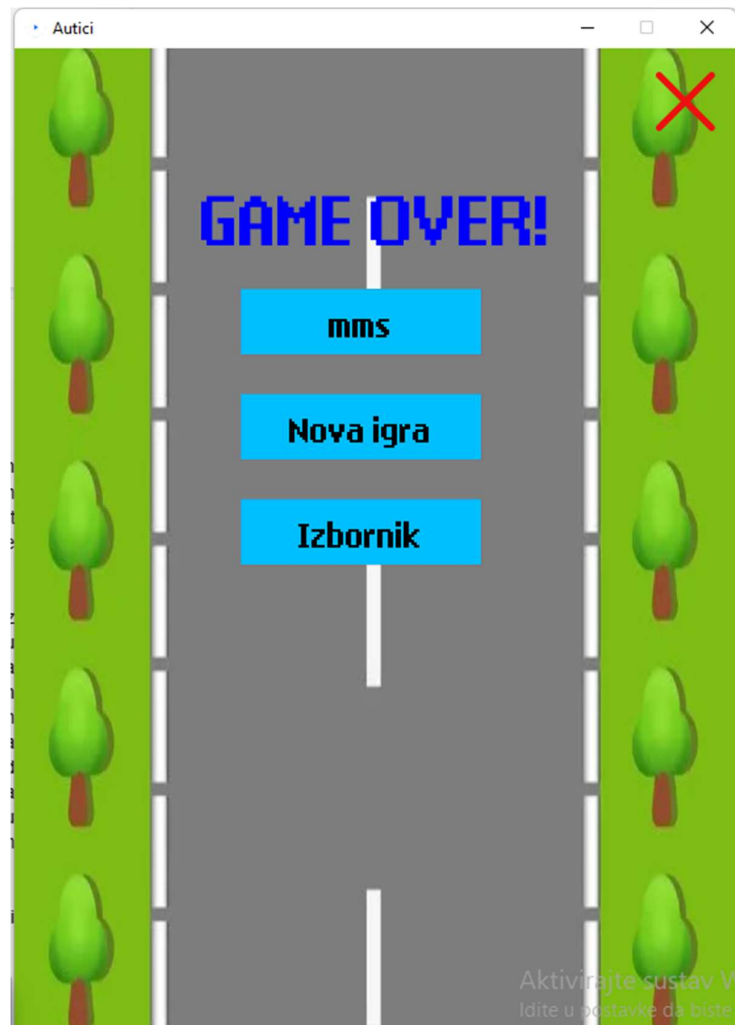 Autici
GAME OVER!
mms
Nova igra
Izbornik
Aktivirajte sustav W
Idite u postavke da biste